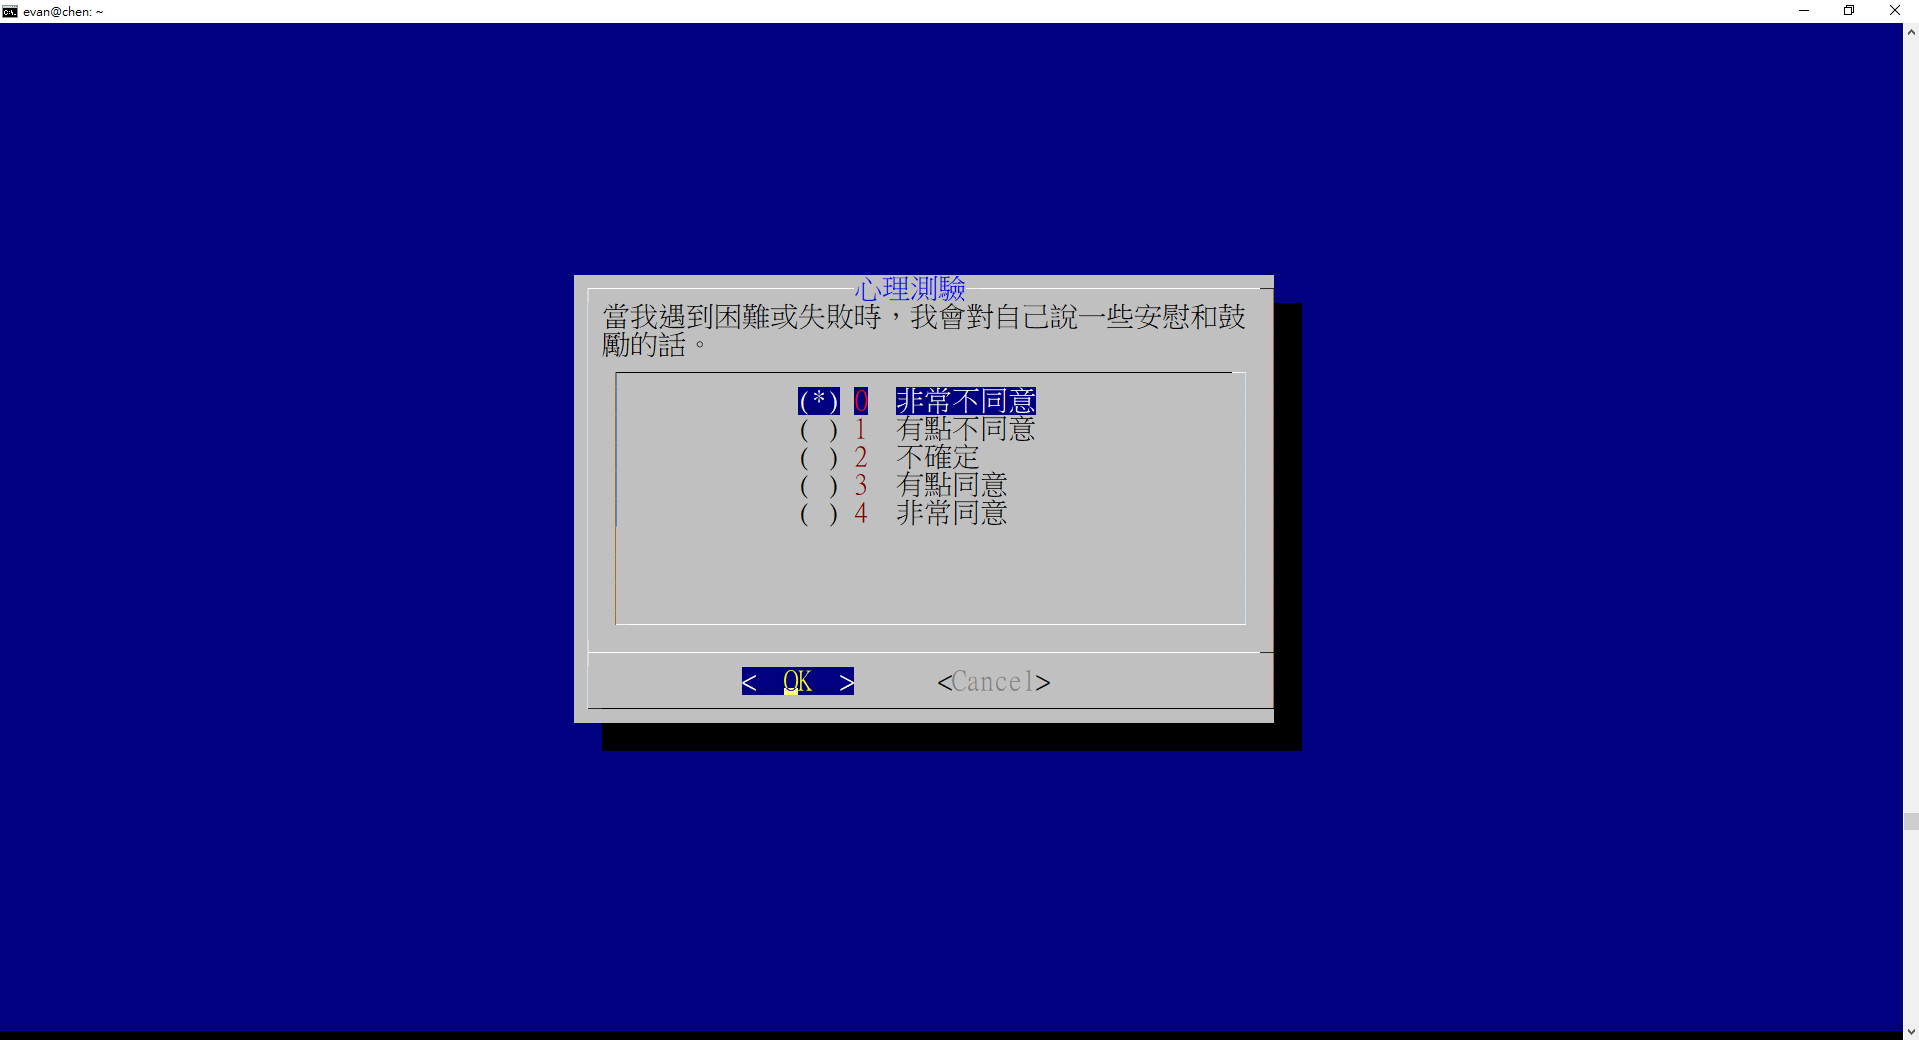 evan@chen: ~
心理測驗
當我遇到困難或失敗時，我會對自己說一些安慰和鼓
勵的話。
(*) 0 非常不同意
( ) 1 有點不同意
( ) 2 不確定
( ) 3 有點同意
( ) 4 非常同意
< OK > <Cancel>